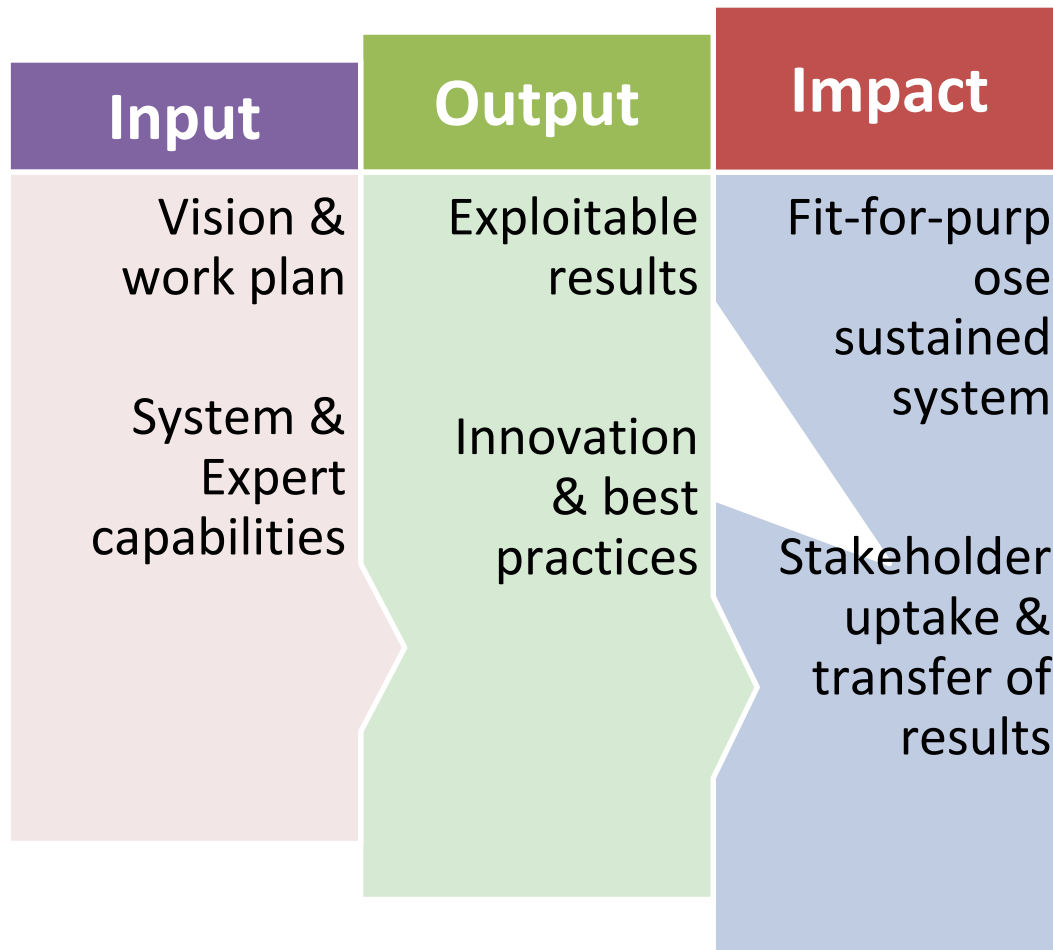 Input
Vision &
work plan
System &
Expert
capabilities
Output
Exploitable
results
Innovation
& best
practices
Impact
Fit-for-purp
ose
sustained
system
Stakeholder
uptake &
transfer of
results